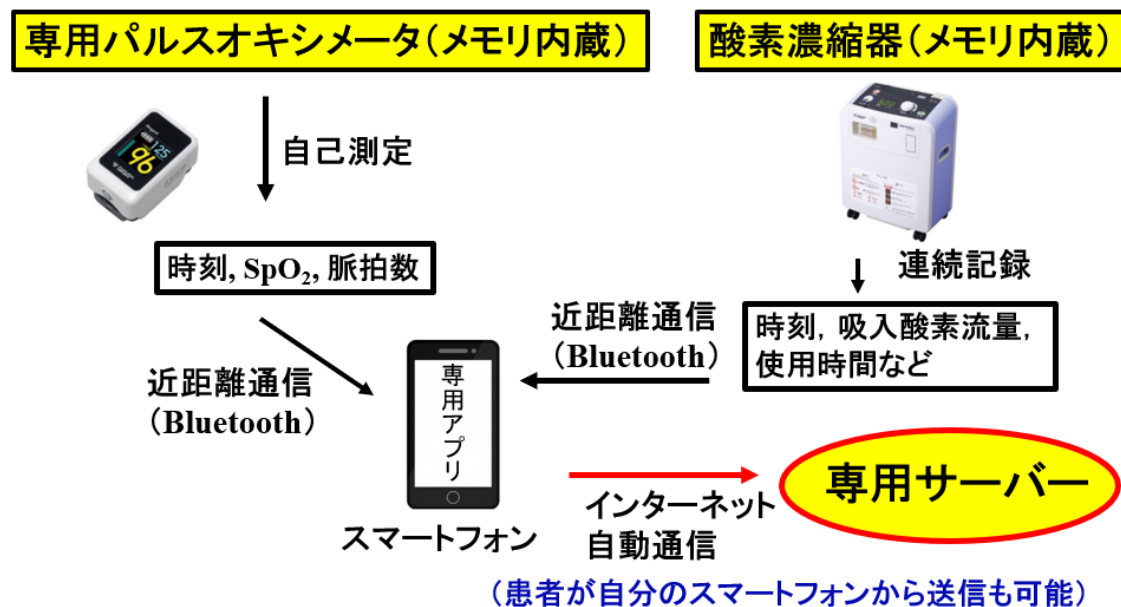 専用パルスオキシメータ（メモリ内蔵）
酸素濃縮器（メモリ内蔵）
125
96
自己測定
連続記録
時刻, SpO₂, 脈拍数
時刻，吸入酸素流量，
使用時間など
近距離通信
（Bluetooth）
近距離通信
（Bluetooth）
専用アプリ
スマートフォン
インターネット
自動通信
専用サーバー
（患者が自分のスマートフォンから送信も可能）